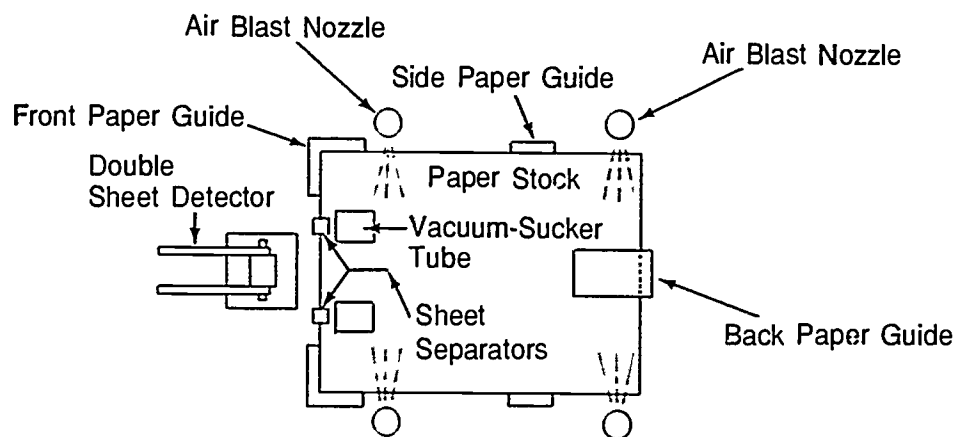 Air Blast Nozzle
Air Blast Nozzle
Side Paper Guide
Front Paper Guide
Double
Sheet Detector
Paper Stock
Vacuum-Sucker
Tube
Sheet
Separators
Back Paper Guide